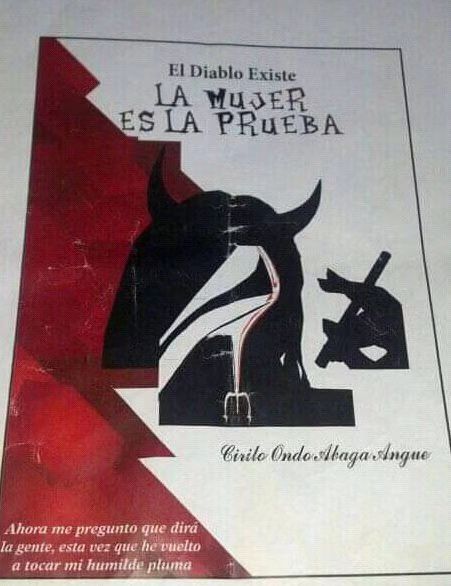 El Diablo Existe
LA MUJER
ES LA PRUEBA
Cirilo Ondo Abaga Angue
Ahora me pregunto que dirá
la gente, esta vez que he vuelto
a tocar mi humilde pluma